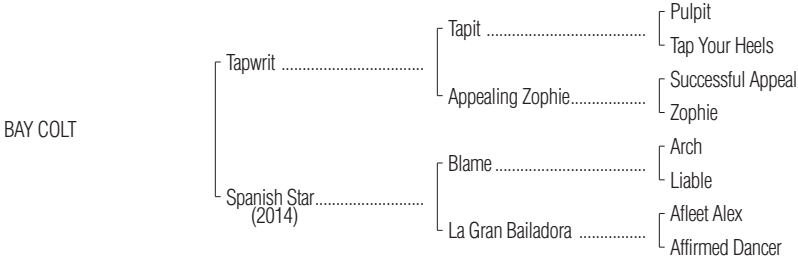 Pulpit
Tapit ....................................
Tap Your Heels
Tapwrit ................................
Successful Appeal
Appealing Zophie.................
Zophie
BAY COLT
Arch
Blame ..................................
Liable
Spanish Star........................
(2014)
Afleet Alex
La Gran Bailadora ...............
Affirmed Dancer